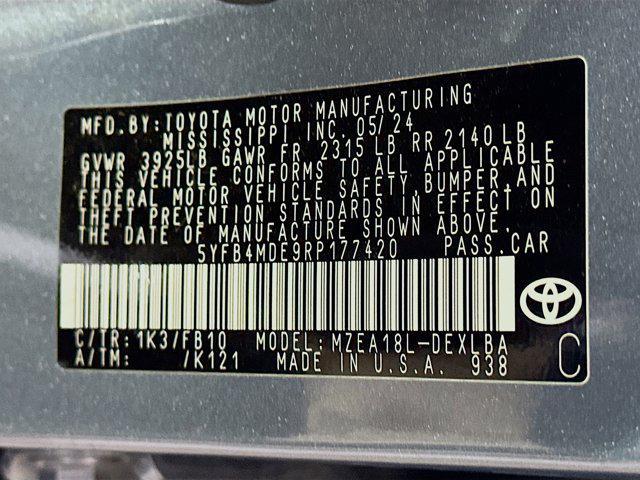 MFD.BY:TOYOTA MOTOR MANUFACTURING
MISSISSIPPI INC. 05/24
GVWR 3925LB GAWR FR 2315 LB RR 2140 LB
THIS VEHICLE CONFORMS TO ALL APPLICABLE
FEDERAL MOTOR VEHICLE SAFETY,BUMPER,AND
THEFT PREVENTION STANDARDS IN EFFECT ON
THE DATE OF MANUFACTURE SHOWN ABOVE.
5YFB4MDE9RP177420 PASS.CAR
C/TR: 1K3/FB10 MODEL: MZEA18L-DEXLBA
A/TM: /K121 MADE IN U.S.A. 938
C